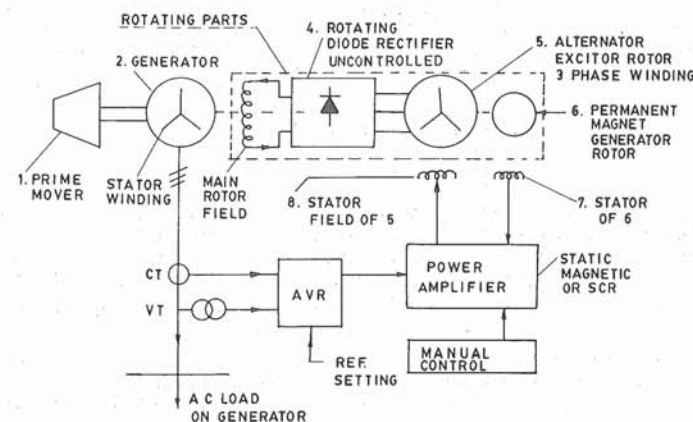 ROTATING PARTS
4. ROTATING
DIODE RECTIFIER
UNCONTROLLED
5. ALTERNATOR
EXCITOR ROTOR
3 PHASE WINDING
2. GENERATOR
6. PERMANENT
MAGNET
GENERATOR
ROTOR
1. PRIME
MOVER
STATOR
WINDING
MAIN
ROTOR
FIELD
8. STATOR
FIELD OF 5
7. STATOR
OF 6
CT
VT
AVR
POWER
AMPLIFIER
STATIC
MAGNETIC
OR SCR
REF.
SETTING
MANUAL
CONTROL
AC LOAD
ON GENERATOR